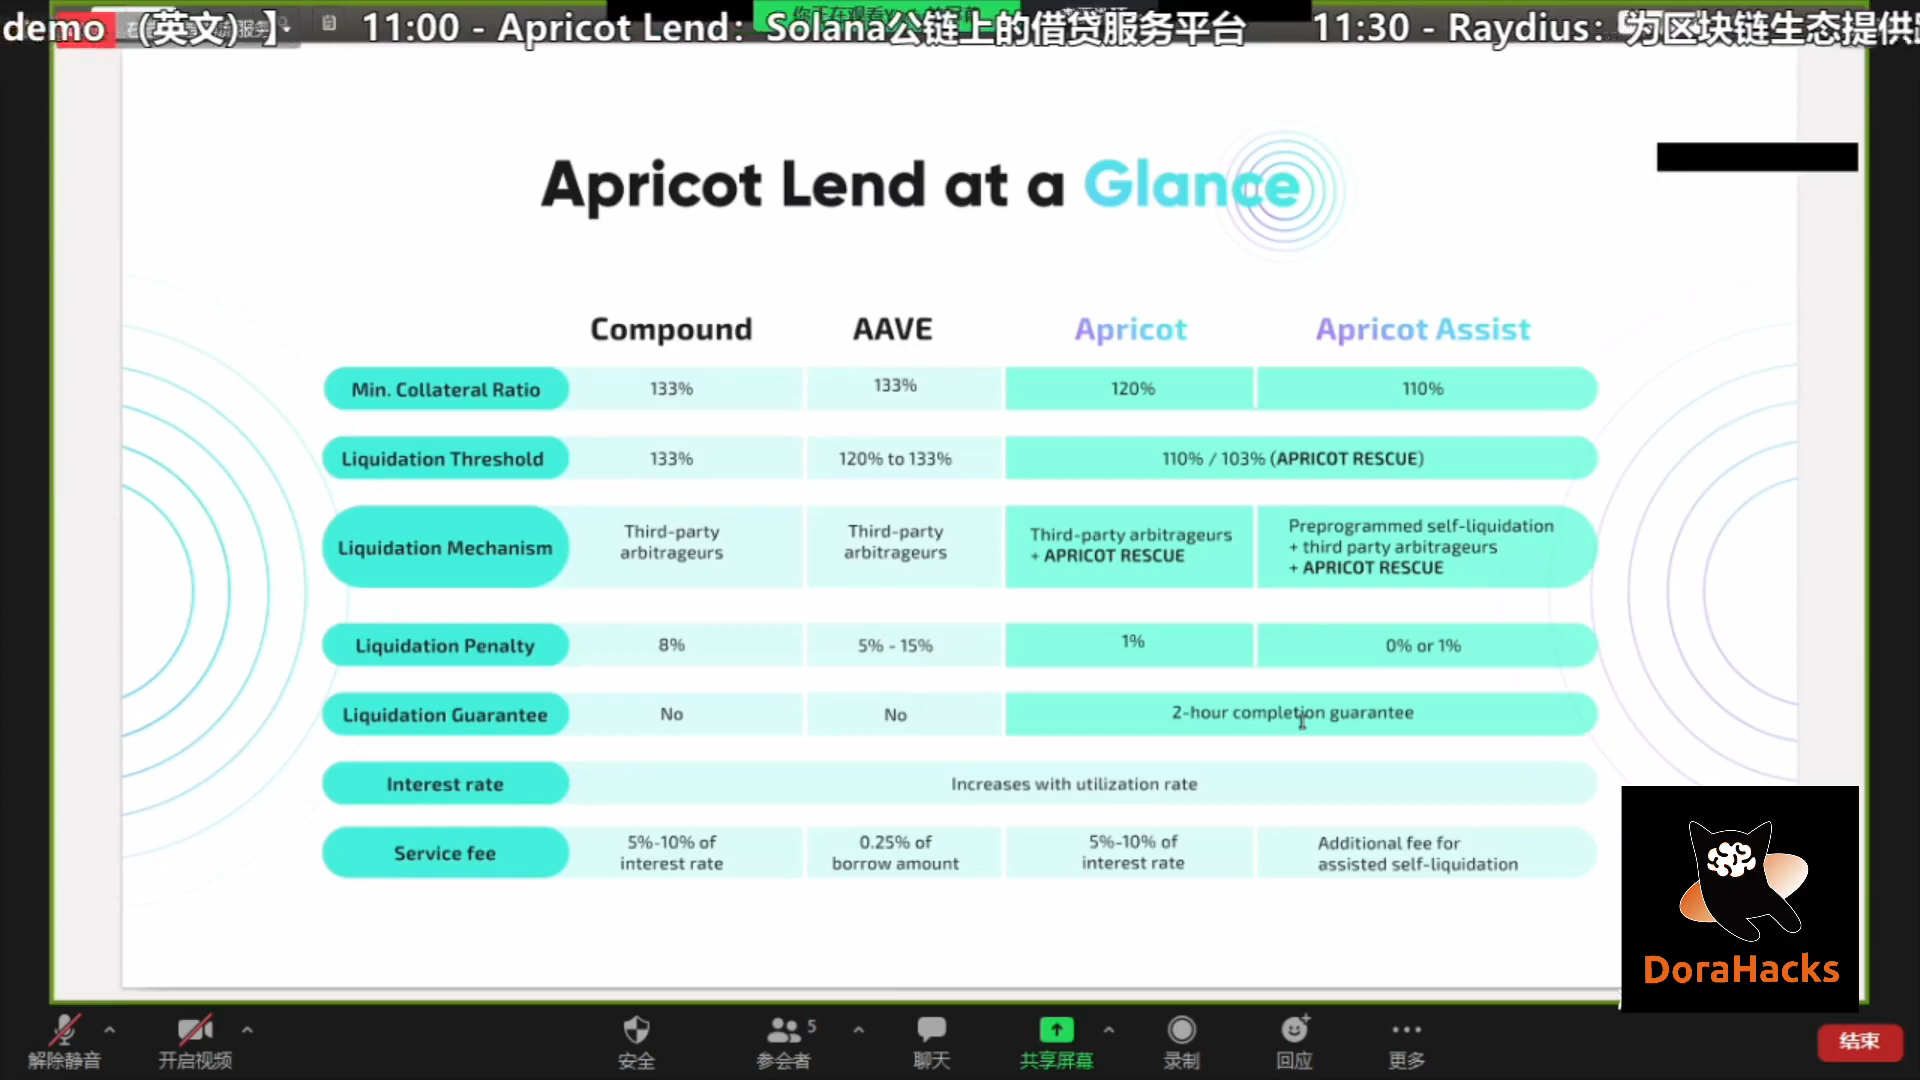 demo （英文）】 11:00 - Apricot Lend：Solana公链上的借贷服务平台 11:30 - Raydius：为区块链生态提供
Apricot Lend at a Glance
Compound AAVE Apricot Apricot Assist
Min. Collateral Ratio 133% 133% 120% 110%
Liquidation Threshold 133% 120% to 133% 110% / 103% (APRICOT RESCUE)
Liquidation Mechanism
Third-party
arbitrageurs
Third-party
arbitrageurs
Third-party arbitrageurs
+ APRICOT RESCUE
Preprogrammed self-liquidation
+ third party arbitrageurs
+ APRICOT RESCUE
Liquidation Penalty 8% 5% - 15% 1% 0% or 1%
Liquidation Guarantee No No 2-hour completion guarantee
Interest rate Increases with utilization rate
Service fee
5%-10% of
interest rate
0.25% of
borrow amount
5%-10% of
interest rate
Additional fee for
assisted self-liquidation
DoraHacks
解除静音 开启视频 安全 参会者 5 聊天 共享屏幕 录制 回应 更多 结束